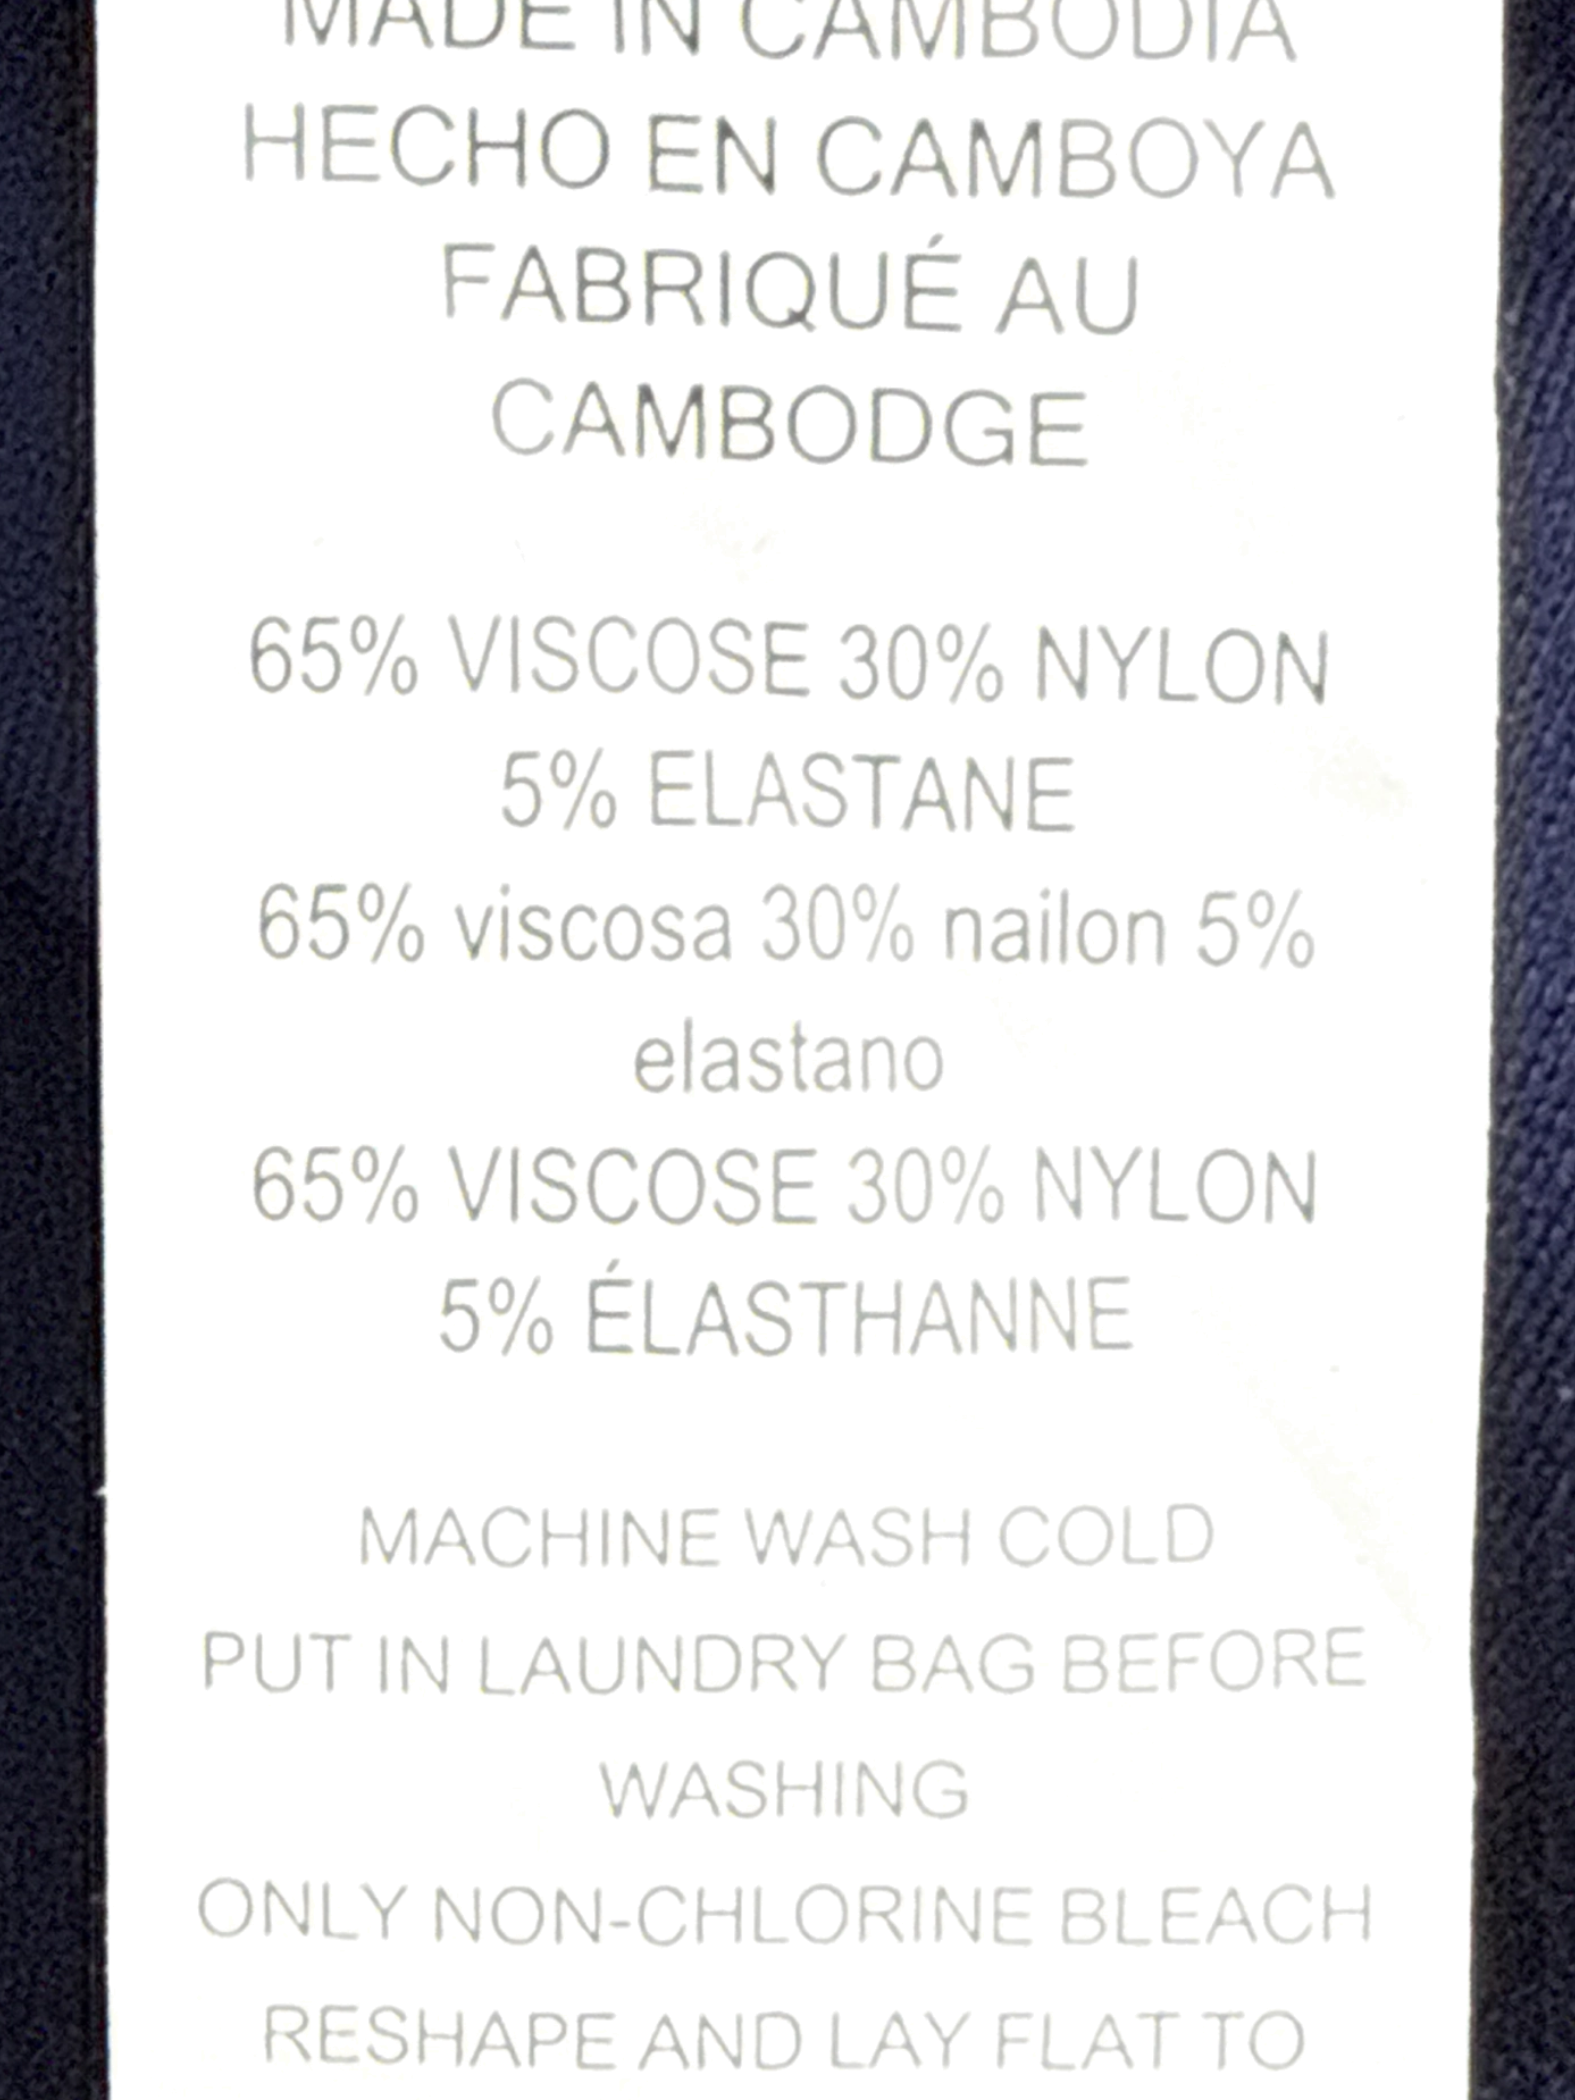 MADE IN CAMBODIA
HECHO EN CAMBOYA
FABRIQUÉ AU
CAMBODGE
65% VISCOSE 30% NYLON
5% ELASTANE
65% viscosa 30% nailon 5%
elastano
65% VISCOSE 30% NYLON
5% ÉLASTHANNE
MACHINE WASH COLD
PUT IN LAUNDRY BAG BEFORE
WASHING
ONLY NON-CHLORINE BLEACH
RESHAPE AND LAY FLAT TO